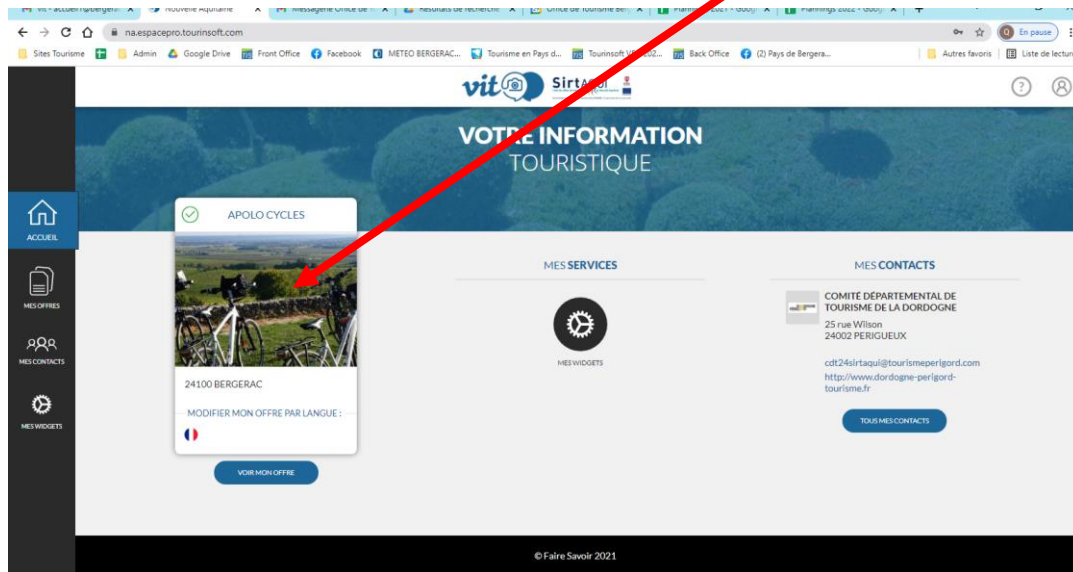 Nouvelle Aquitaine
na.espacepro.tourinsoft.com
En pause
Sites Tourisme
Admin
Google Drive
Front Office
Facebook
METEO BERGERAC...
Tourisme en Pays d...
Back Office
(2) Pays de Bergera...
Autres favoris
Liste de lecture
vit
VOTRE INFORMATION
TOURISTIQUE
ACCUEIL
MES OFFRES
MES CONTACTS
MES WIDGETS
APOLO CYCLES
24100 BERGERAC
MODIFIER MON OFFRE PAR LANGUE :
VOIR MON OFFRE
MES SERVICES
MES WIDGETS
MES CONTACTS
COMITÉ DÉPARTEMENTAL DE
TOURISME DE LA DORDOGNE
25 rue Wilson
24002 PERIGUEUX
cdt24sirtaqui@tourismeperigord.com
http://www.dordogne-perigord-
tourisme.fr
TOUS MES CONTACTS
© Faire Savoir 2021